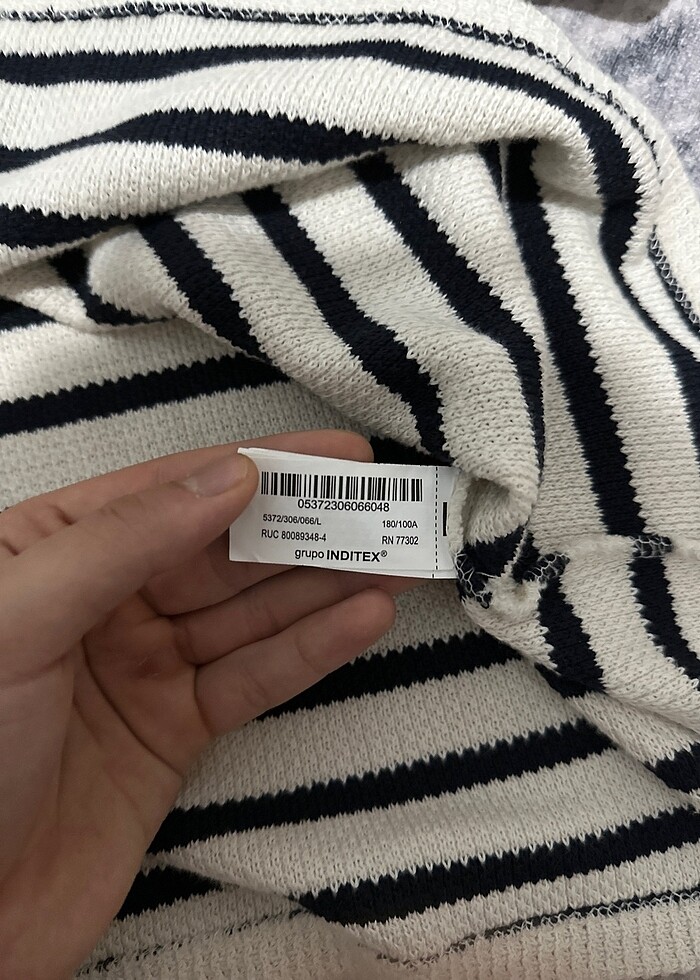 05372306066048
5372/306/066/L 180/100A
RUC 80089348-4 RN 77302
grupo INDITEX®